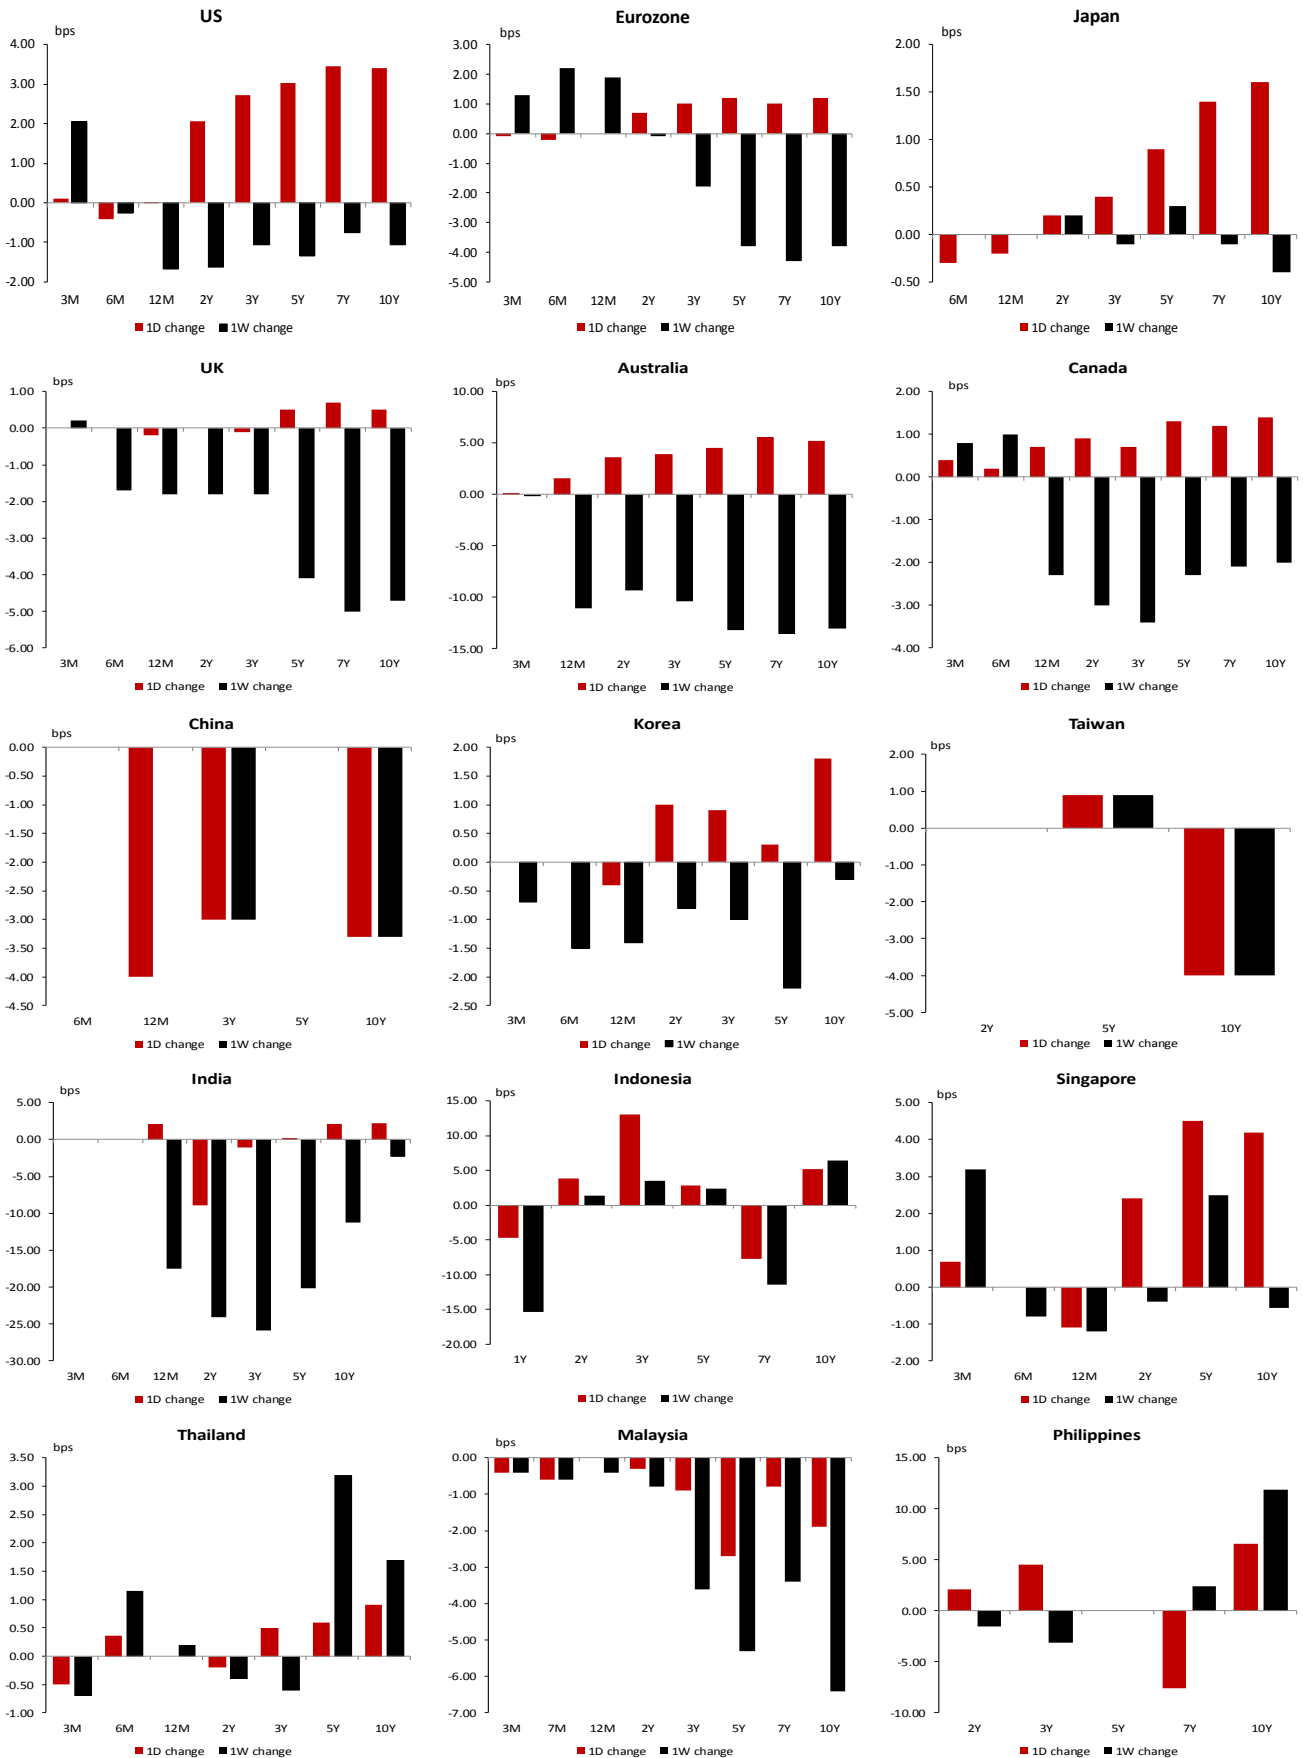 US
bps
4.00
3.00
2.00
1.00
0.00
-1.00
-2.00
3M 6M 12M 2Y 3Y 5Y 7Y 10Y
1D change 1W change
Eurozone
bps
3.00
2.00
1.00
0.00
-1.00
-2.00
-3.00
-4.00
-5.00
3M 6M 12M 2Y 3Y 5Y 7Y 10Y
1D change 1W change
Japan
bps
2.00
1.50
1.00
0.50
0.00
-0.50
6M 12M 2Y 3Y 5Y 7Y 10Y
1D change 1W change
UK
bps
1.00
0.00
-1.00
-2.00
-3.00
-4.00
-5.00
-6.00
3M 6M 12M 2Y 3Y 5Y 7Y 10Y
1D change 1W change
Australia
bps
10.00
5.00
0.00
-5.00
-10.00
-15.00
3M 12M 2Y 3Y 5Y 7Y 10Y
1D change 1W change
Canada
bps
2.00
1.00
0.00
-1.00
-2.00
-3.00
-4.00
3M 6M 12M 2Y 3Y 5Y 7Y 10Y
1D change 1W change
China
bps
0.00
-0.50
-1.00
-1.50
-2.00
-2.50
-3.00
-3.50
-4.00
-4.50
6M 12M 3Y 5Y 10Y
1D change 1W change
Korea
bps
2.00
1.50
1.00
0.50
0.00
-0.50
-1.00
-1.50
-2.00
-2.50
3M 6M 12M 2Y 3Y 5Y 10Y
1D change 1W change
Taiwan
bps
2.00
1.00
0.00
-1.00
-2.00
-3.00
-4.00
-5.00
2Y 5Y 10Y
1D change 1W change
India
bps
5.00
0.00
-5.00
-10.00
-15.00
-20.00
-25.00
-30.00
3M 6M 12M 2Y 3Y 5Y 10Y
1D change 1W change
Indonesia
bps
15.00
10.00
5.00
0.00
-5.00
-10.00
-15.00
-20.00
1Y 2Y 3Y 5Y 7Y 10Y
1D change 1W change
Singapore
bps
5.00
4.00
3.00
2.00
1.00
0.00
-1.00
-2.00
3M 6M 12M 2Y 5Y 10Y
1D change 1W change
Thailand
bps
3.50
3.00
2.50
2.00
1.50
1.00
0.50
0.00
-0.50
-1.00
3M 6M 12M 2Y 3Y 5Y 10Y
1D change 1W change
Malaysia
bps
0.00
-1.00
-2.00
-3.00
-4.00
-5.00
-6.00
-7.00
3M 7M 12M 2Y 3Y 5Y 7Y 10Y
1D change 1W change
Philippines
bps
15.00
10.00
5.00
0.00
-5.00
-10.00
2Y 3Y 5Y 7Y 10Y
1D change 1W change